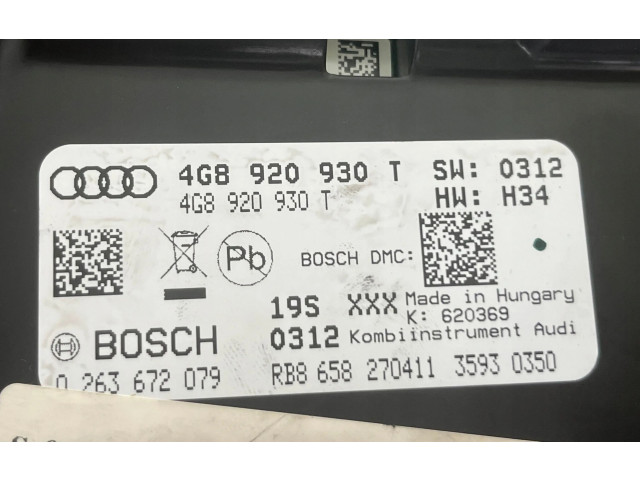 4G8 920 930 T SW: 0312
4G8 920 930 T HW: H34
Pb BOSCH DMC:
19S XXX Made in Hungary
K: 620369
BOSCH 0312 Kombiinstrument Audi
0 263 672 079 RB8 658 270411 3593 0350